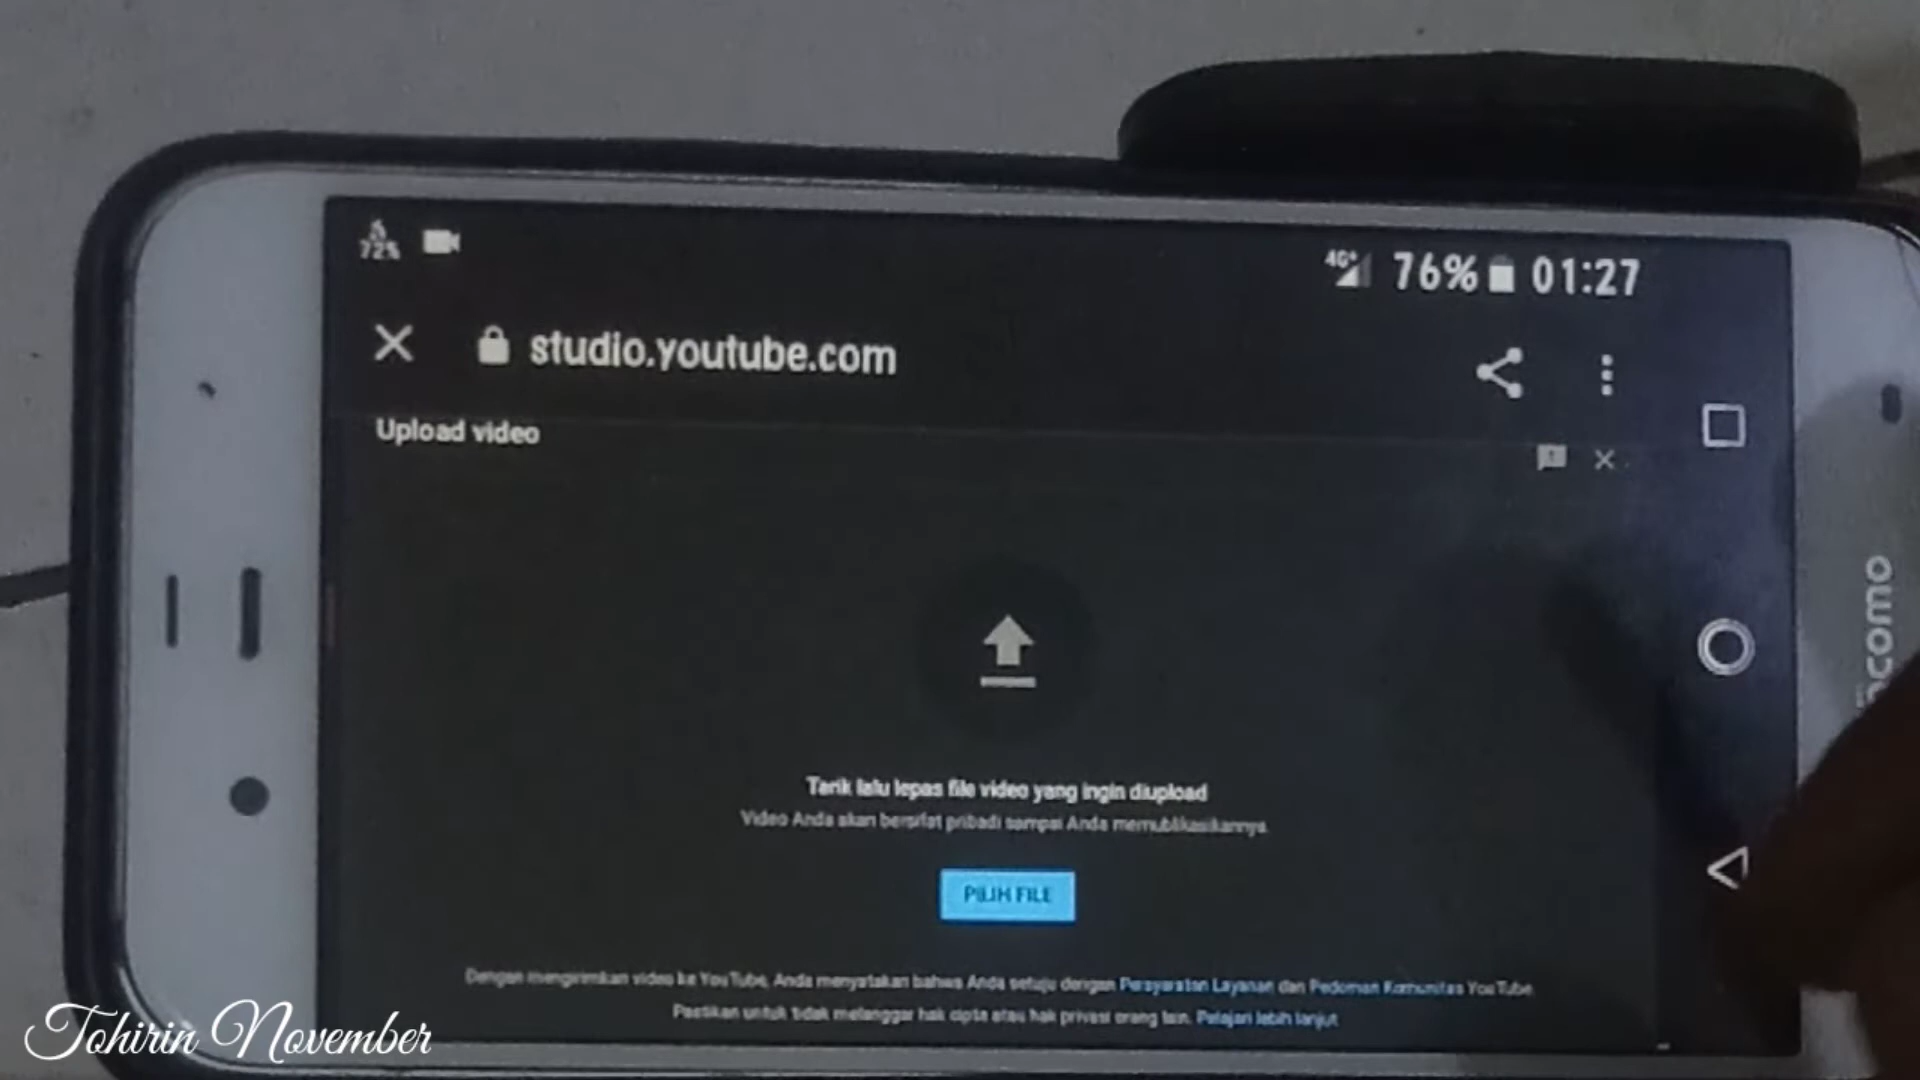 72%
4G+ 76% 01:27
studio.youtube.com
Upload video
Tarik lalu lepas file video yang ingin diupload
Video Anda akan bersifat pribadi sampai Anda memublikasikannya
PILIH FILE
Dengan mengirimkan video ke YouTube, Anda menyatakan bahwa Anda setuju dengan Persyaratan Layanan dan Pedoman Komunitas YouTube.
Pastikan untuk tidak melanggar hak cipta atau hak privasi orang lain. Pelajari lebih lanjut
Tohirin November